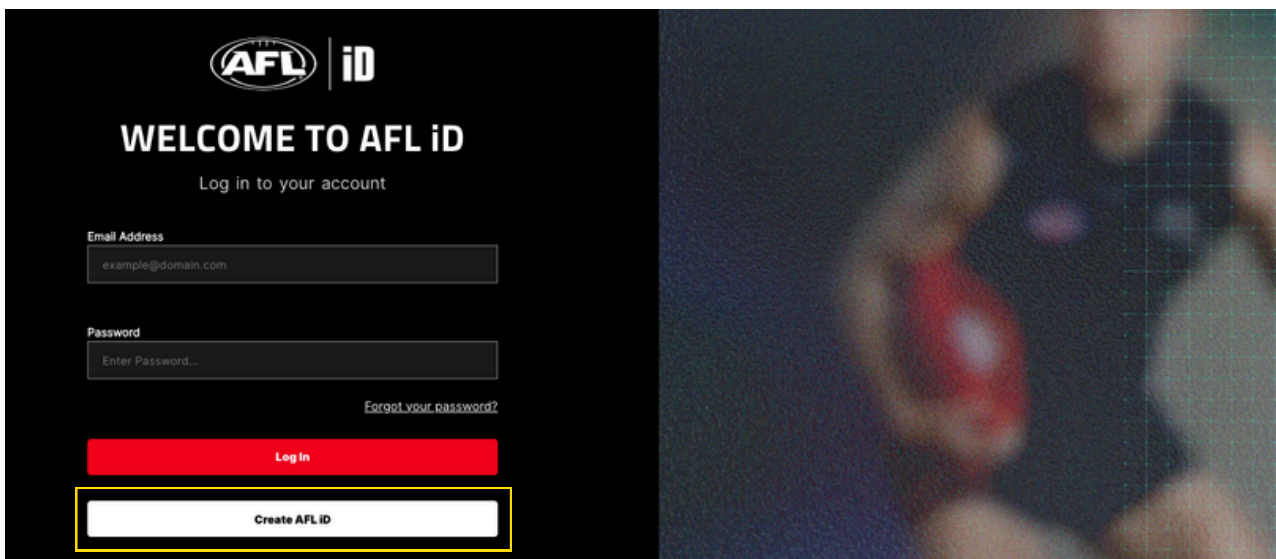 AFL iD
WELCOME TO AFL iD
Log in to your account
Email Address
example@domain.com
Password
Enter Password...
Forgot your password?
Log In
Create AFL iD